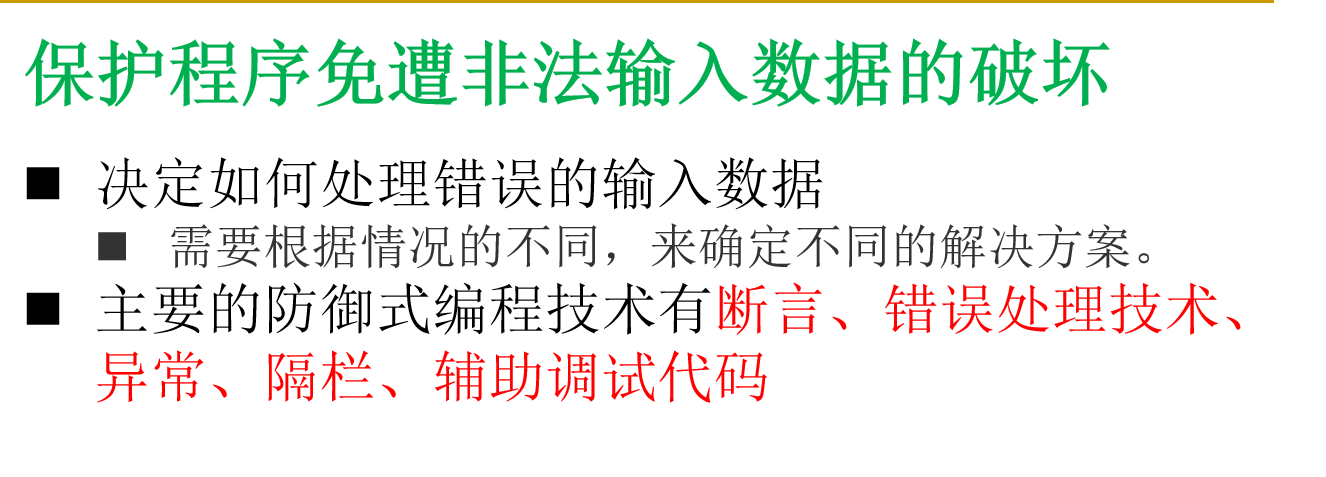 保护程序免遭非法输入数据的破坏
决定如何处理错误的输入数据
需要根据情况的不同，来确定不同的解决方案。
主要的防御式编程技术有断言、错误处理技术、
异常、隔栏、辅助调试代码